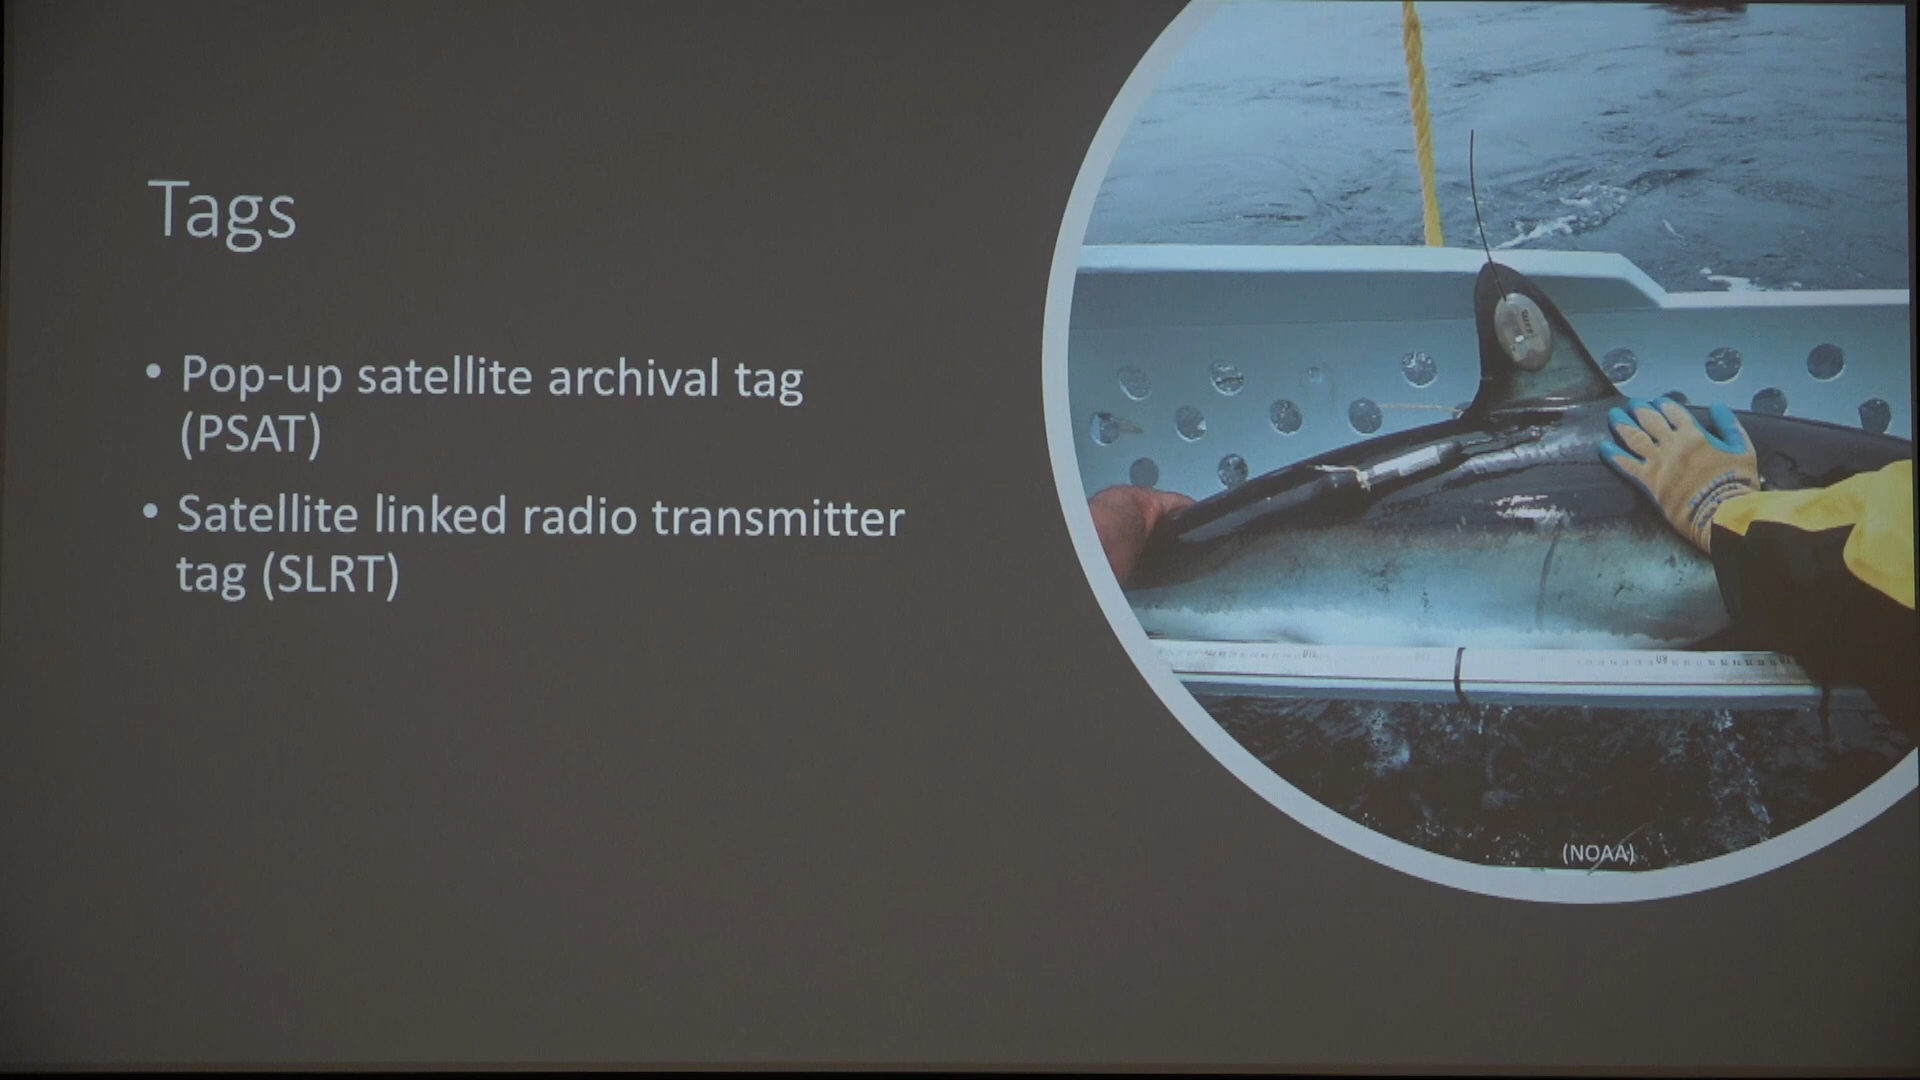 Tags
• Pop-up satellite archival tag
(PSAT)
• Satellite linked radio transmitter
tag (SLRT)
(NOAA)